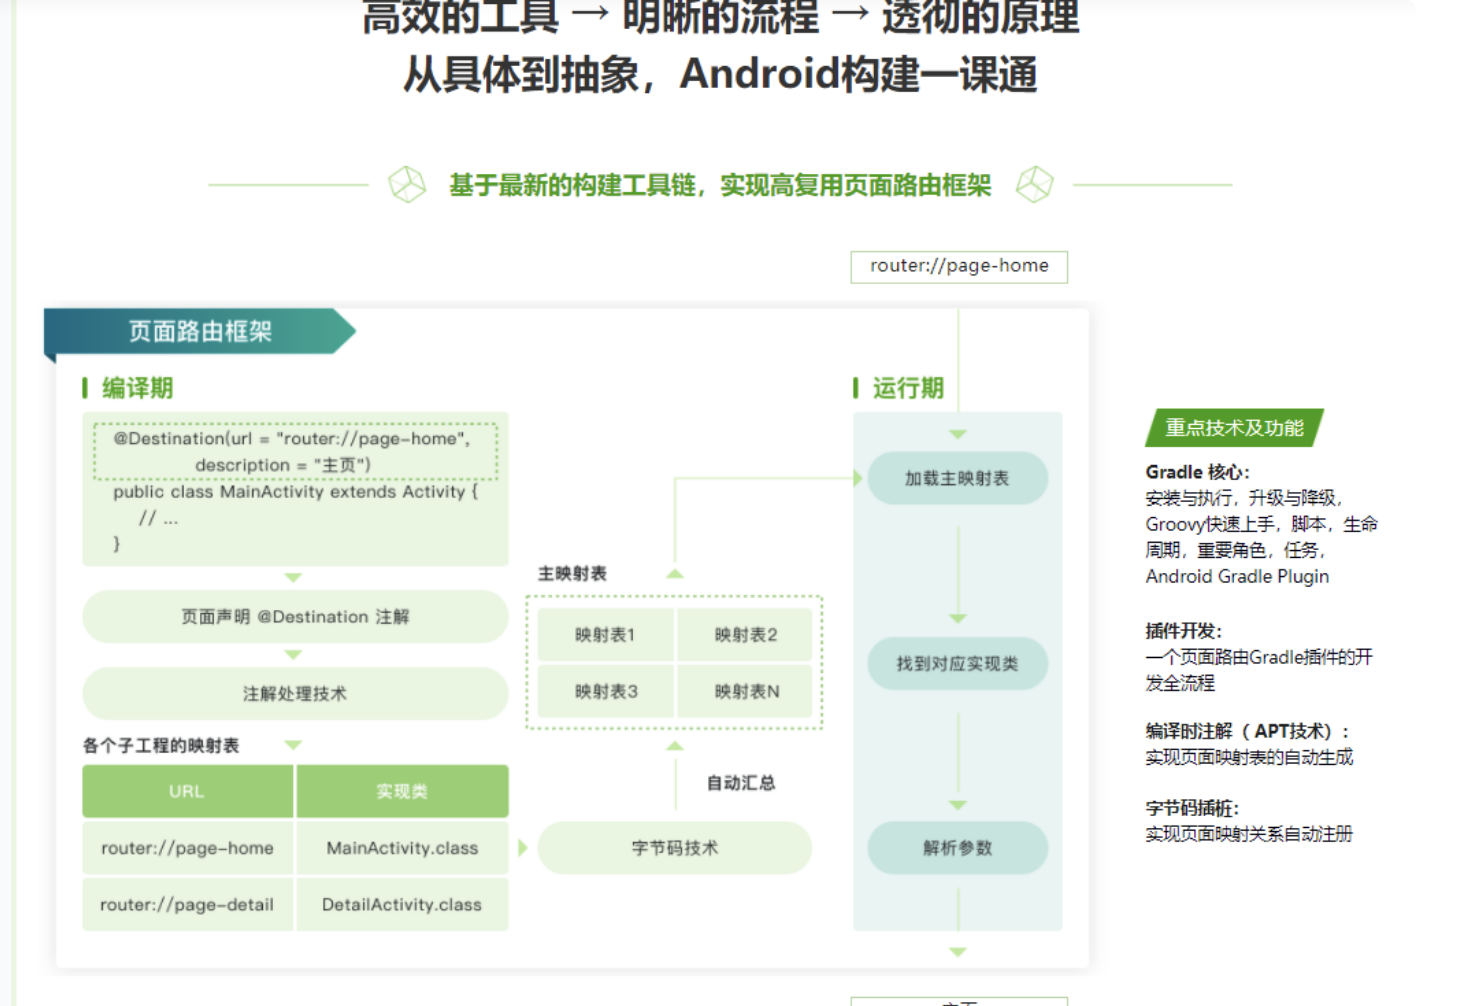 高效的工具 → 明晰的流程 → 透彻的原理
从具体到抽象，Android构建一课通
基于最新的构建工具链，实现高复用页面路由框架
router://page-home
页面路由框架
编译期
@Destination(url = "router://page-home",
description = "主页")
public class MainActivity extends Activity {
// ...
}
页面声明 @Destination 注解
注解处理技术
各个子工程的映射表
URL 实现类
router://page-home MainActivity.class
router://page-detail DetailActivity.class
主映射表
映射表1 映射表2
映射表3 映射表N
自动汇总
字节码技术
运行期
加载主映射表
找到对应实现类
解析参数
重点技术及功能
Gradle 核心：
安装与执行，升级与降级，
Groovy快速上手，脚本，生命
周期，重要角色，任务，
Android Gradle Plugin
插件开发：
一个页面路由Gradle插件的开
发全流程
编译时注解（ APT技术）：
实现页面映射表的自动生成
字节码插桩：
实现页面映射关系自动注册